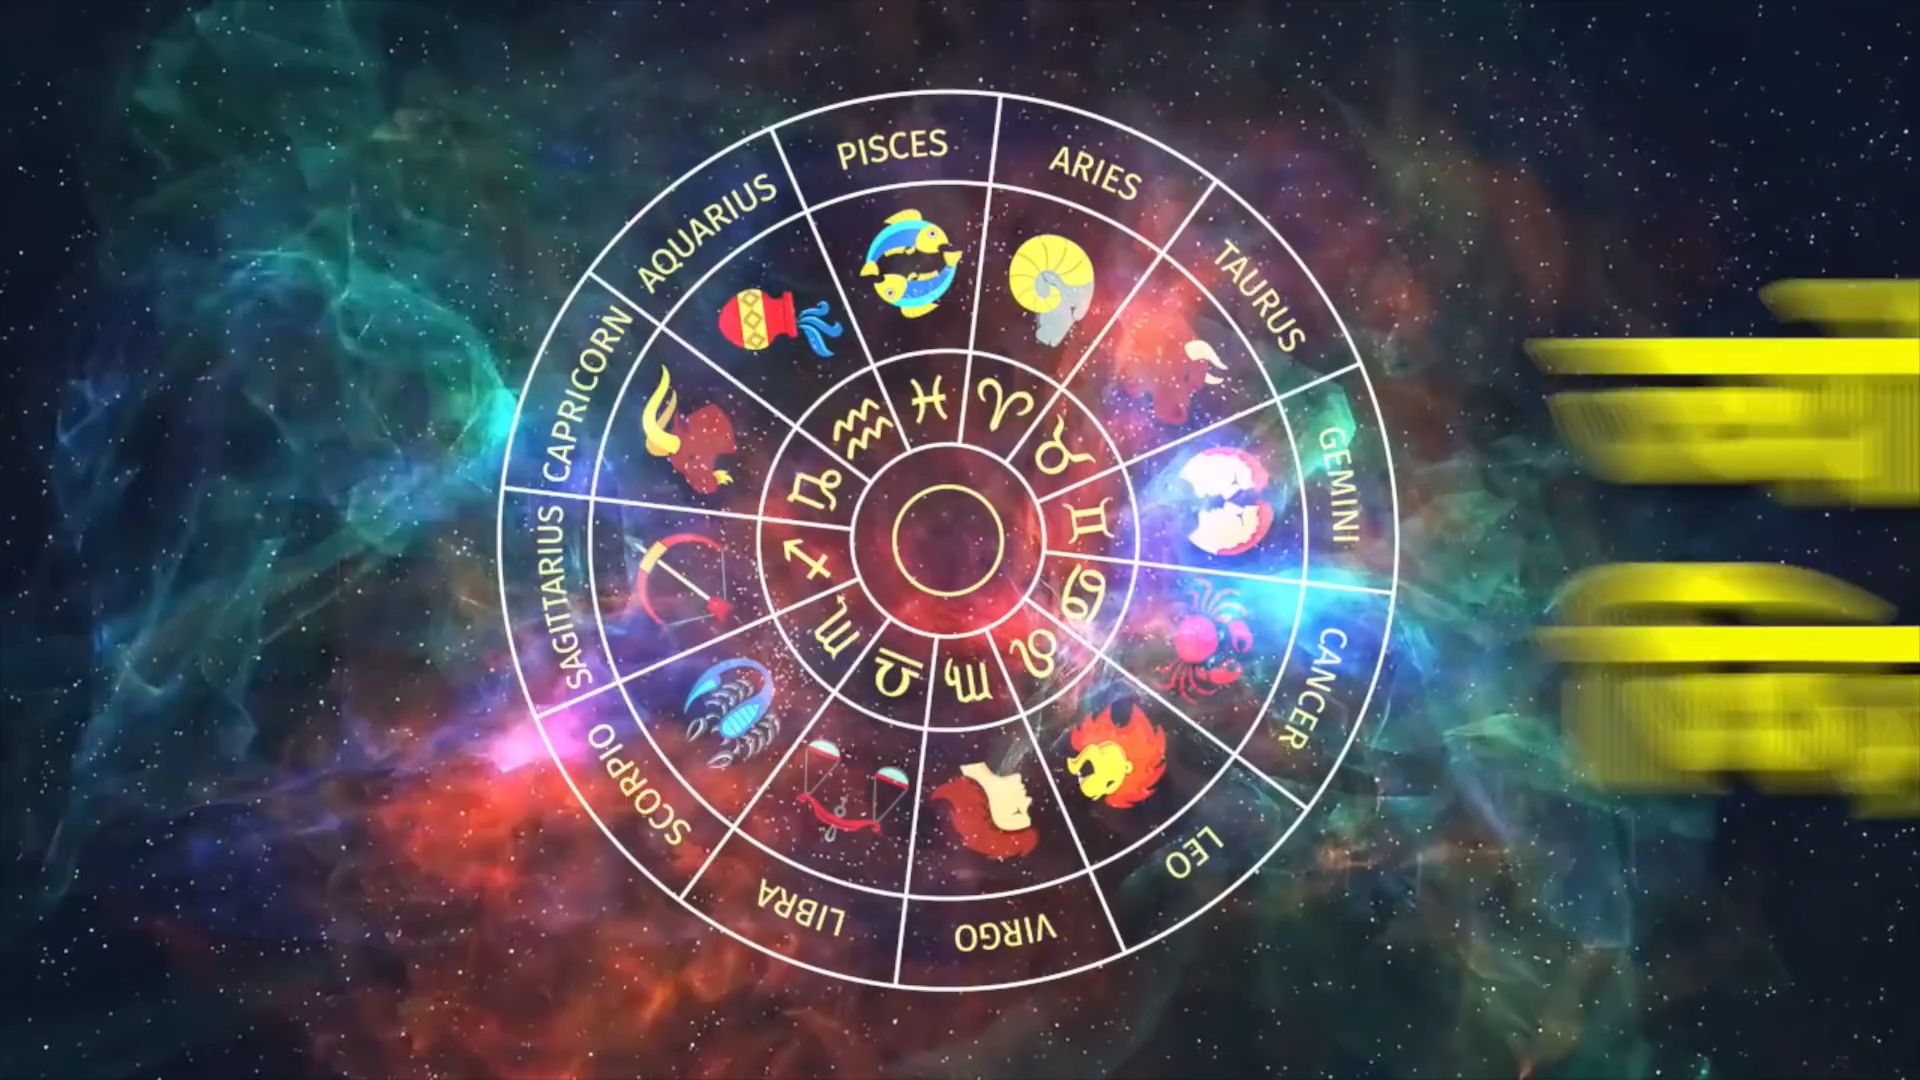 PISCES
ARIES
TAURUS
GEMINI
CANCER
LEO
VIRGO
LIBRA
SCORPIO
SAGITTARIUS
CAPRICORN
AQUARIUS
♓
♈
♉
♊
♋
♌
♍
♎
♏
♐
♑
♒